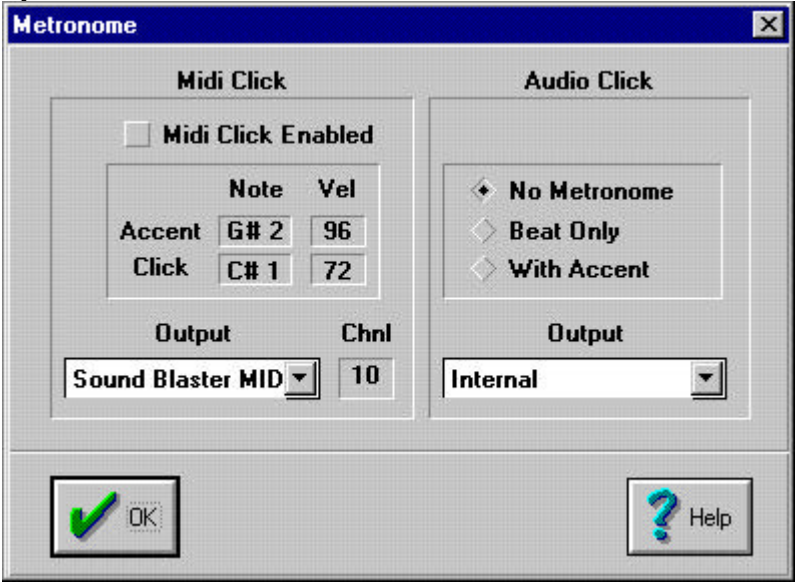 Metronome
Midi Click
Midi Click Enabled
Note Vel
Accent G# 2 96
Click C# 1 72
Output Chnl
Sound Blaster MID 10
Audio Click
No Metronome
Beat Only
With Accent
Output
Internal
OK
Help